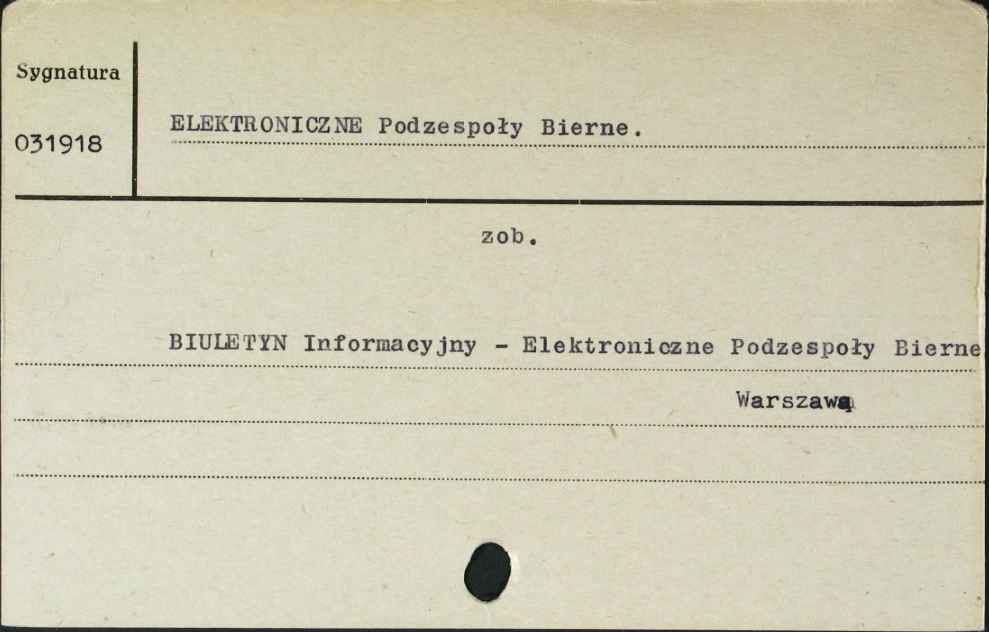 Sygnatura
031918
ELEKTRONICZNE Podzespoły Bierne.
zob.
BIULETYN Informacyjny - Elektroniczne Podzespoły Bierne
Warszawa